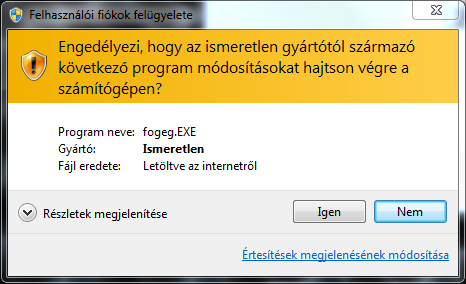 Felhasználói fiókok felügyelete
Engedélyezi, hogy az ismeretlen gyártótól származó
következő program módosításokat hajtson végre a
számítógépen?
Program neve: fogeg.EXE
Gyártó: Ismeretlen
Fájl eredete: Letöltve az internetről
Részletek megjelenítése
Igen
Nem
Értesítések megjelenésének módosítása